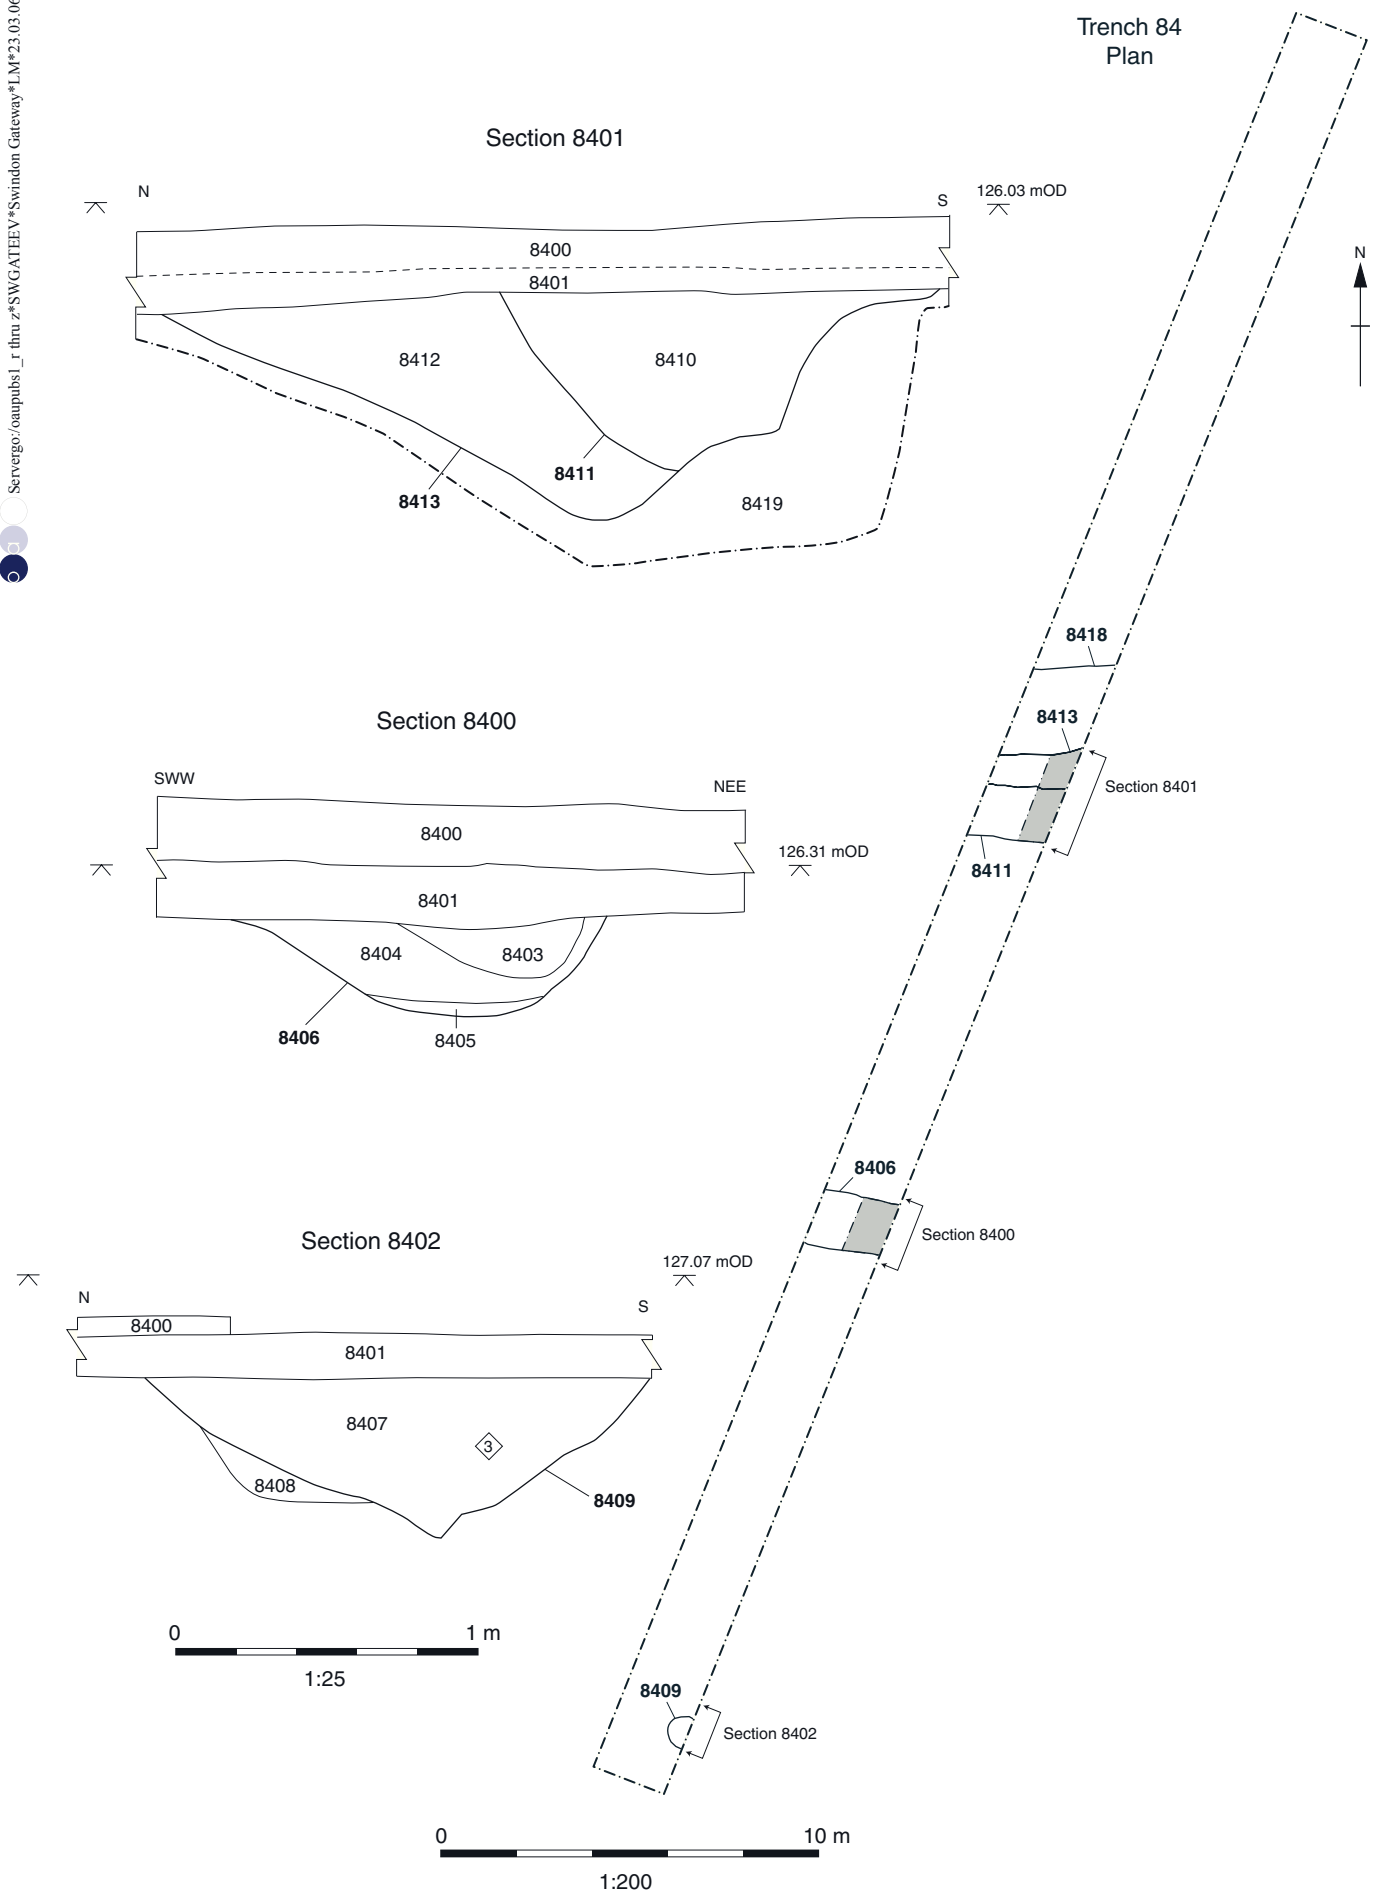 Servergo:/oaupubs1_r thru z*SWGATEEV*Swindon Gateway*LM*23.03.06
Trench 84
Plan
Section 8401
N
S
126.03 mOD
8400
8401
8412
8410
8411
8413
8419
N
8418
8413
Section 8401
8411
Section 8400
SWW
NEE
8400
126.31 mOD
8401
8404
8403
8406
8405
8406
Section 8400
Section 8402
127.07 mOD
N
S
8400
8401
8407
3
8408
8409
0 1 m
1:25
8409
Section 8402
0 10 m
1:200